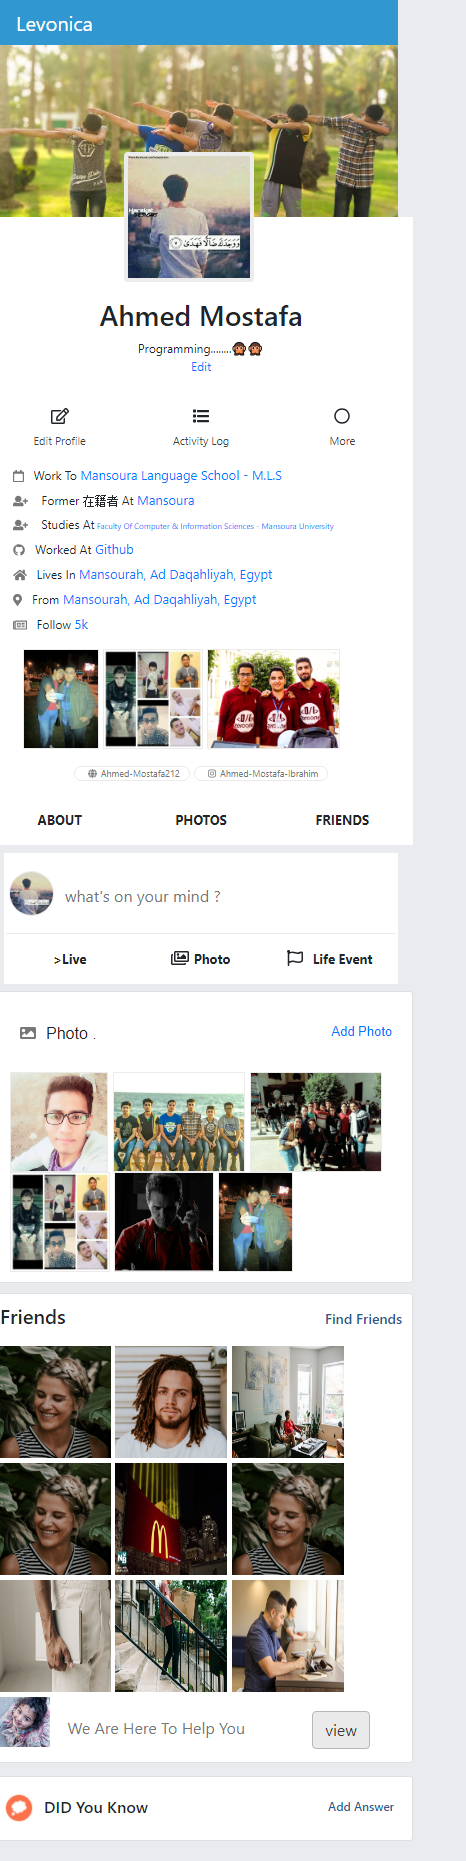 Levonica
وَوَجَدَكَ ضَالًّا فَهَدَىٰ
Ahmed Mostafa
Programming........🙊🙊
Edit
Edit Profile
Activity Log
More
Work To Mansoura Language School - M.L.S
Former 在籍者 At Mansoura
Studies At Faculty Of Computer & Information Sciences - Mansoura University
Worked At Github
Lives In Mansourah, Ad Daqahliyah, Egypt
From Mansourah, Ad Daqahliyah, Egypt
Follow 5k
Ahmed-Mostafa212
Ahmed-Mostafa-Ibrahim
ABOUT
PHOTOS
FRIENDS
what's on your mind ?
>Live
Photo
Life Event
Photo .
Add Photo
Friends
Find Friends
We Are Here To Help You
view
DID You Know
Add Answer